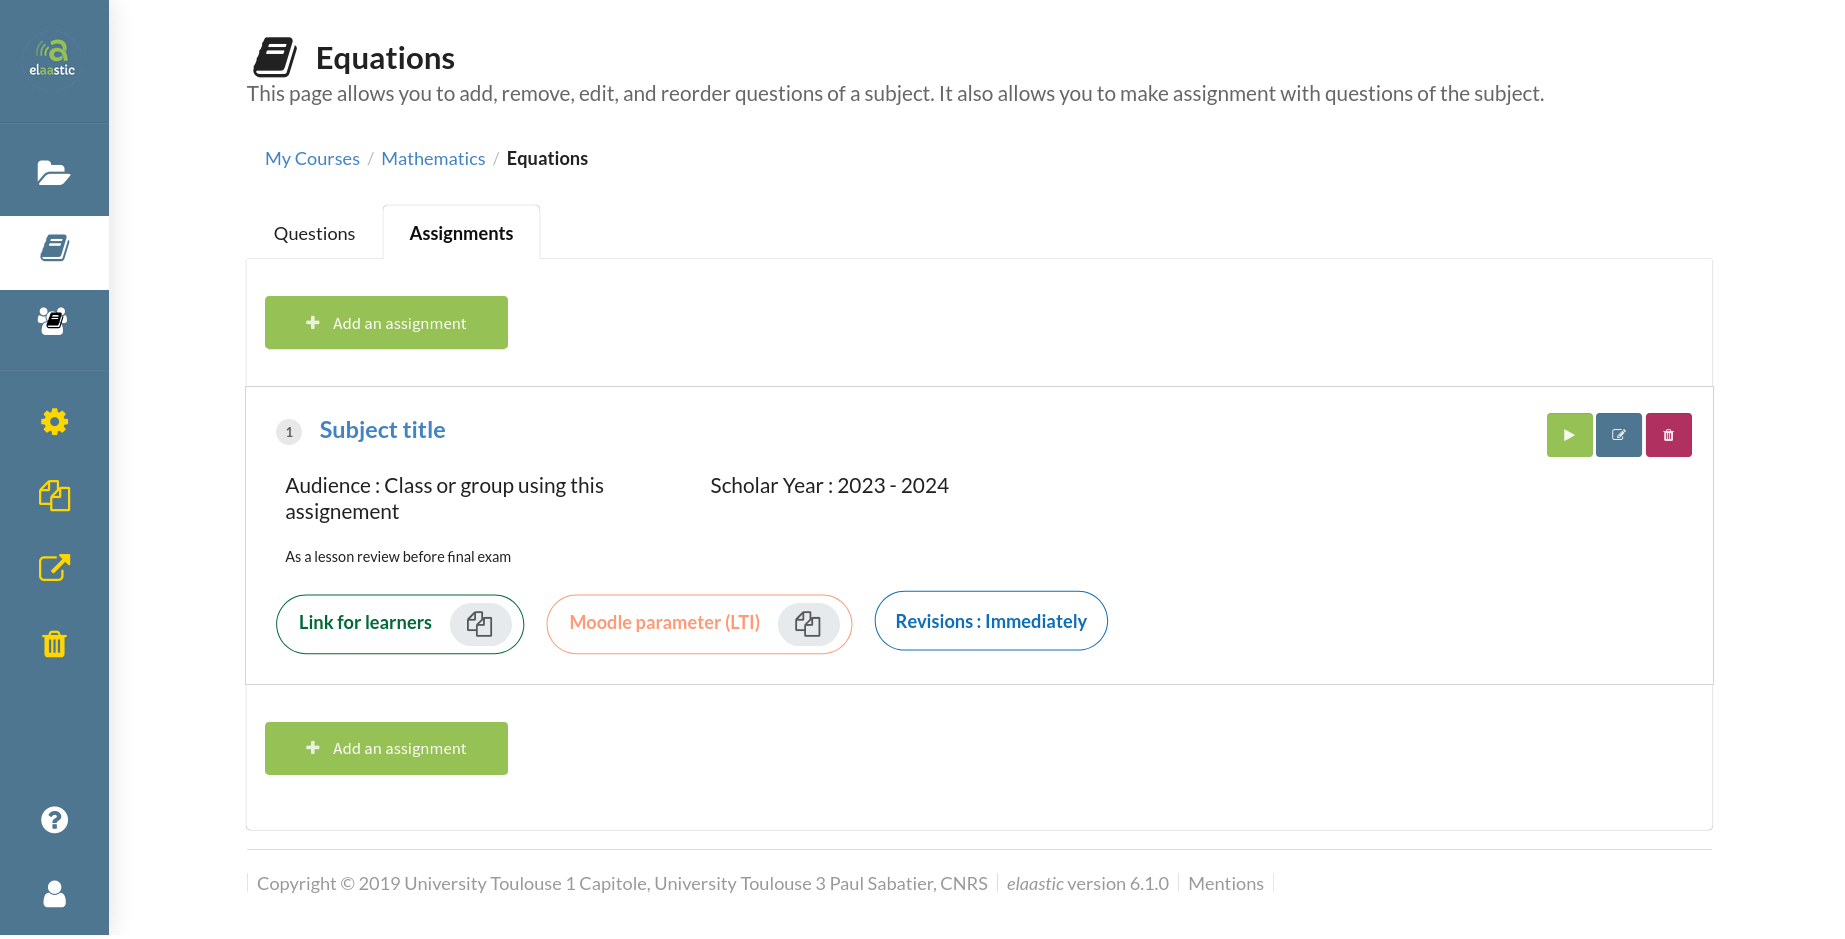 elaastic
Equations
This page allows you to add, remove, edit, and reorder questions of a subject. It also allows you to make assignment with questions of the subject.
My Courses / Mathematics / Equations
Questions
Assignments
Add an assignment
1 Subject title
Audience : Class or group using this
assignement
Scholar Year : 2023 - 2024
As a lesson review before final exam
Link for learners
Moodle parameter (LTI)
Revisions : Immediately
Add an assignment
Copyright © 2019 University Toulouse 1 Capitole, University Toulouse 3 Paul Sabatier, CNRS
elaastic version 6.1.0
Mentions